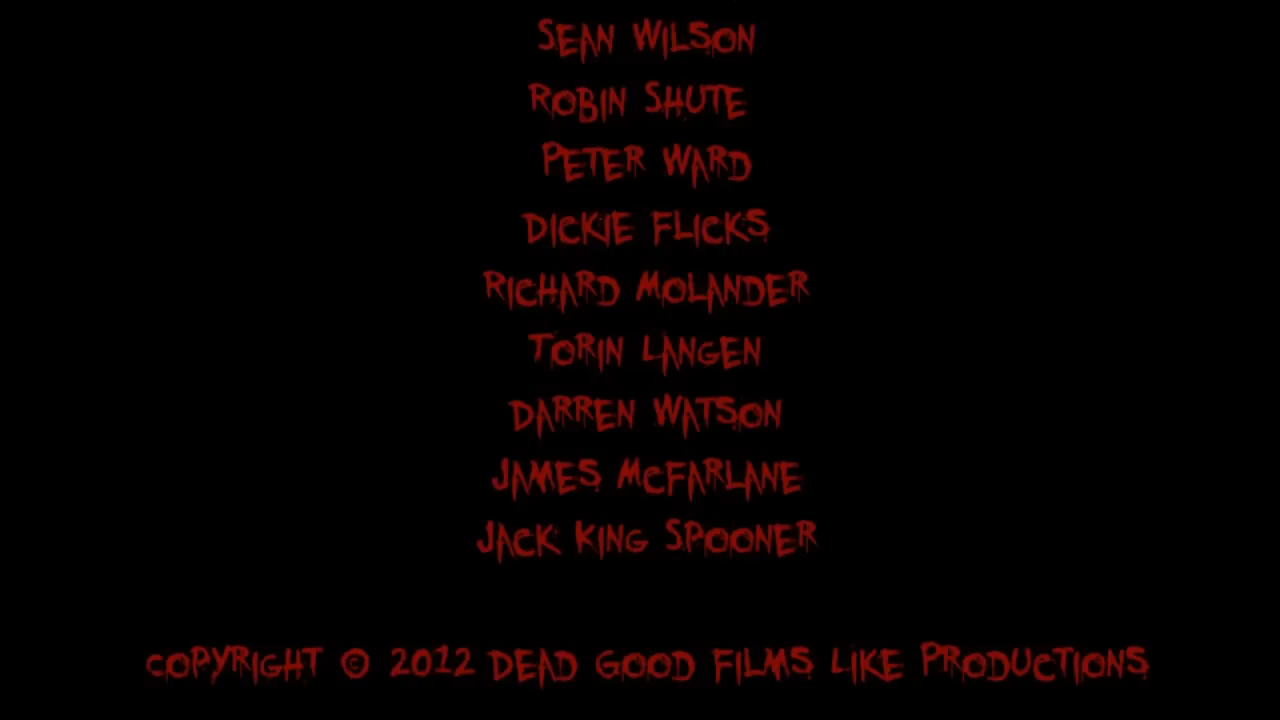 SEAN WILSON
ROBIN SHUTE
PETER WARD
DICKIE FLICKS
RICHARD MOLANDER
TORIN LANGEN
DARREN WATSON
JAMES MCFARLANE
JACK KING SPOONER
COPYRIGHT © 2012 DEAD GOOD FILMS LIKE PRODUCTIONS